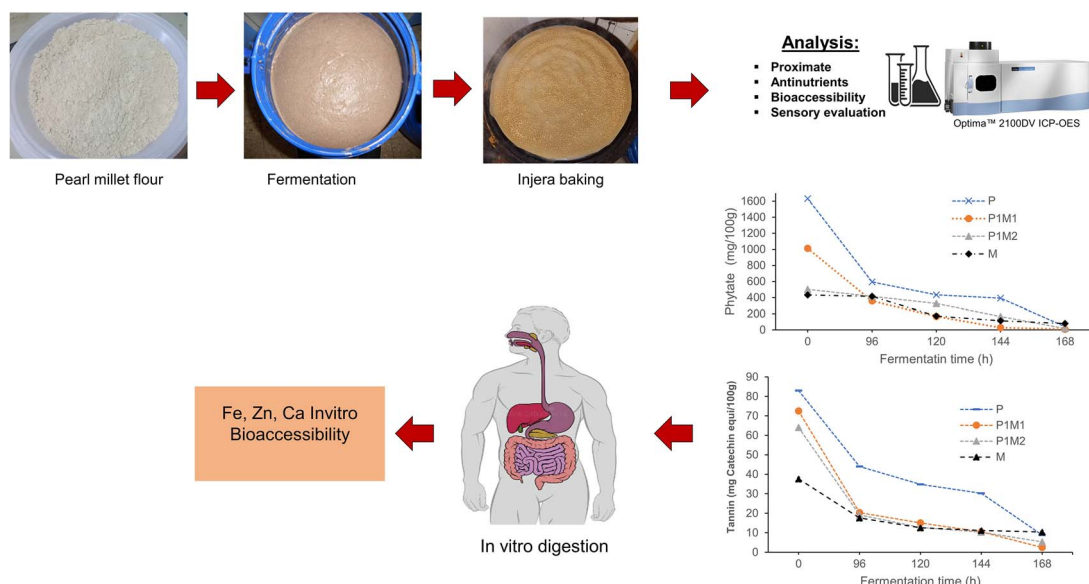 Pearl millet flour
Fermentation
Injera baking
Analysis:
▪ Proximate
▪ Antinutrients
▪ Bioaccessibility
▪ Sensory evaluation
Optima™ 2100DV ICP-OES
Phytate (mg/100g)
1600
1400
1200
1000
800
600
400
200
0
P
P1M1
P1M2
M
0 96 120 144 168
Fermentatin time (h)
Fe, Zn, Ca Invitro
Bioaccessibility
In vitro digestion
Tannin (mg Catechin equi/100g)
90
80
70
60
50
40
30
20
10
0
P
P1M1
P1M2
M
0 96 120 144 168
Fermentation time (h)